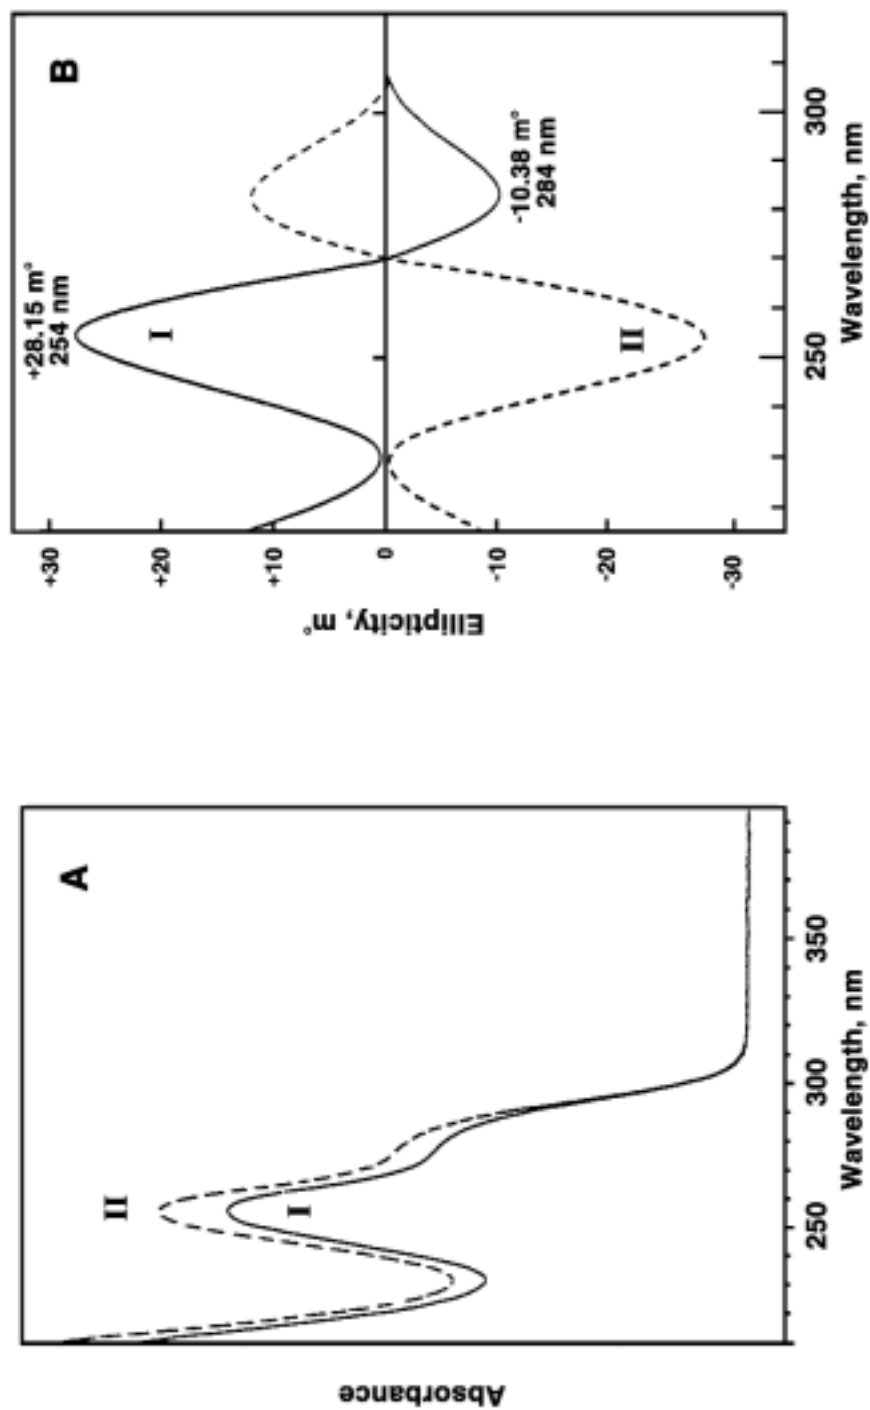 A
II
I
Absorbance
250
300
350
Wavelength, nm
B
+28.15 m°
254 nm
I
-10.38 m°
284 nm
II
+30
+20
+10
0
-10
-20
-30
Ellipticity, m°
250
300
Wavelength, nm